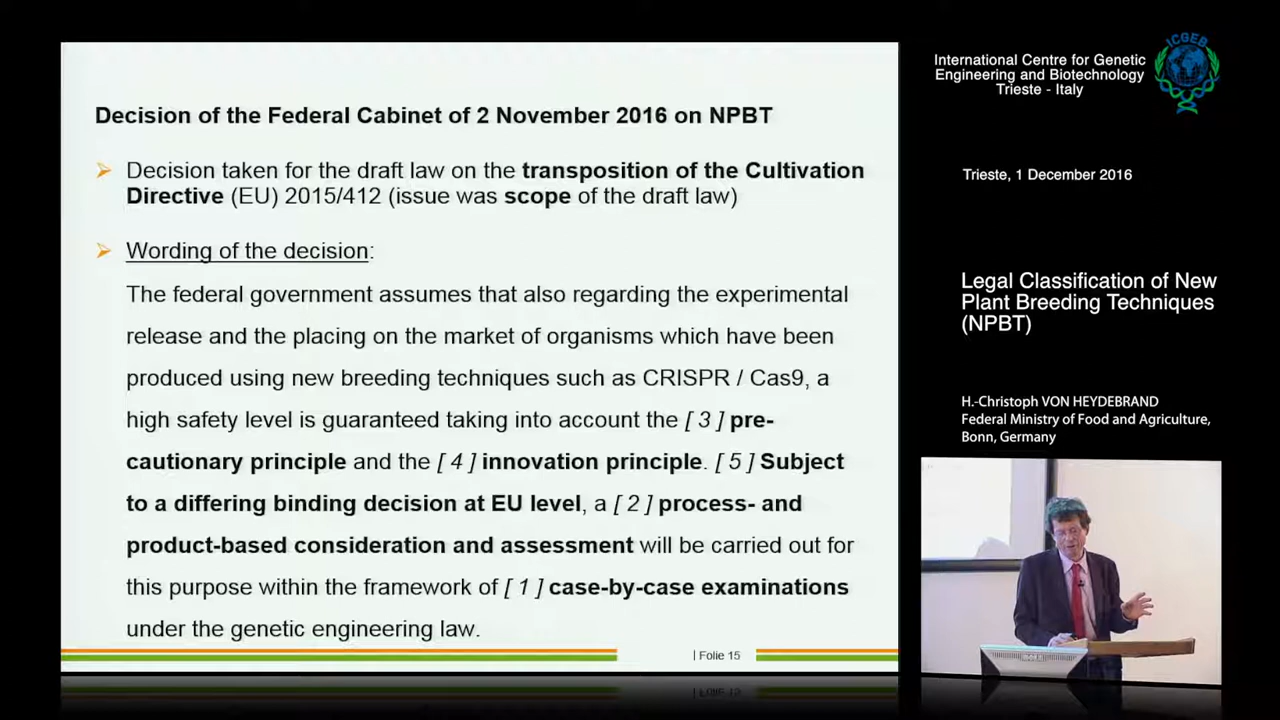 Decision of the Federal Cabinet of 2 November 2016 on NPBT
Decision taken for the draft law on the transposition of the Cultivation
Directive (EU) 2015/412 (issue was scope of the draft law)
Wording of the decision:
The federal government assumes that also regarding the experimental
release and the placing on the market of organisms which have been
produced using new breeding techniques such as CRISPR / Cas9, a
high safety level is guaranteed taking into account the [ 3 ] pre-
cautionary principle and the [ 4 ] innovation principle. [ 5 ] Subject
to a differing binding decision at EU level, a [ 2 ] process- and
product-based consideration and assessment will be carried out for
this purpose within the framework of [ 1 ] case-by-case examinations
under the genetic engineering law.
| Folie 15
International Centre for Genetic
Engineering and Biotechnology
Trieste - Italy
ICGEB
Trieste, 1 December 2016
Legal Classification of New
Plant Breeding Techniques
(NPBT)
H.-Christoph VON HEYDEBRAND
Federal Ministry of Food and Agriculture,
Bonn, Germany
ICGEB